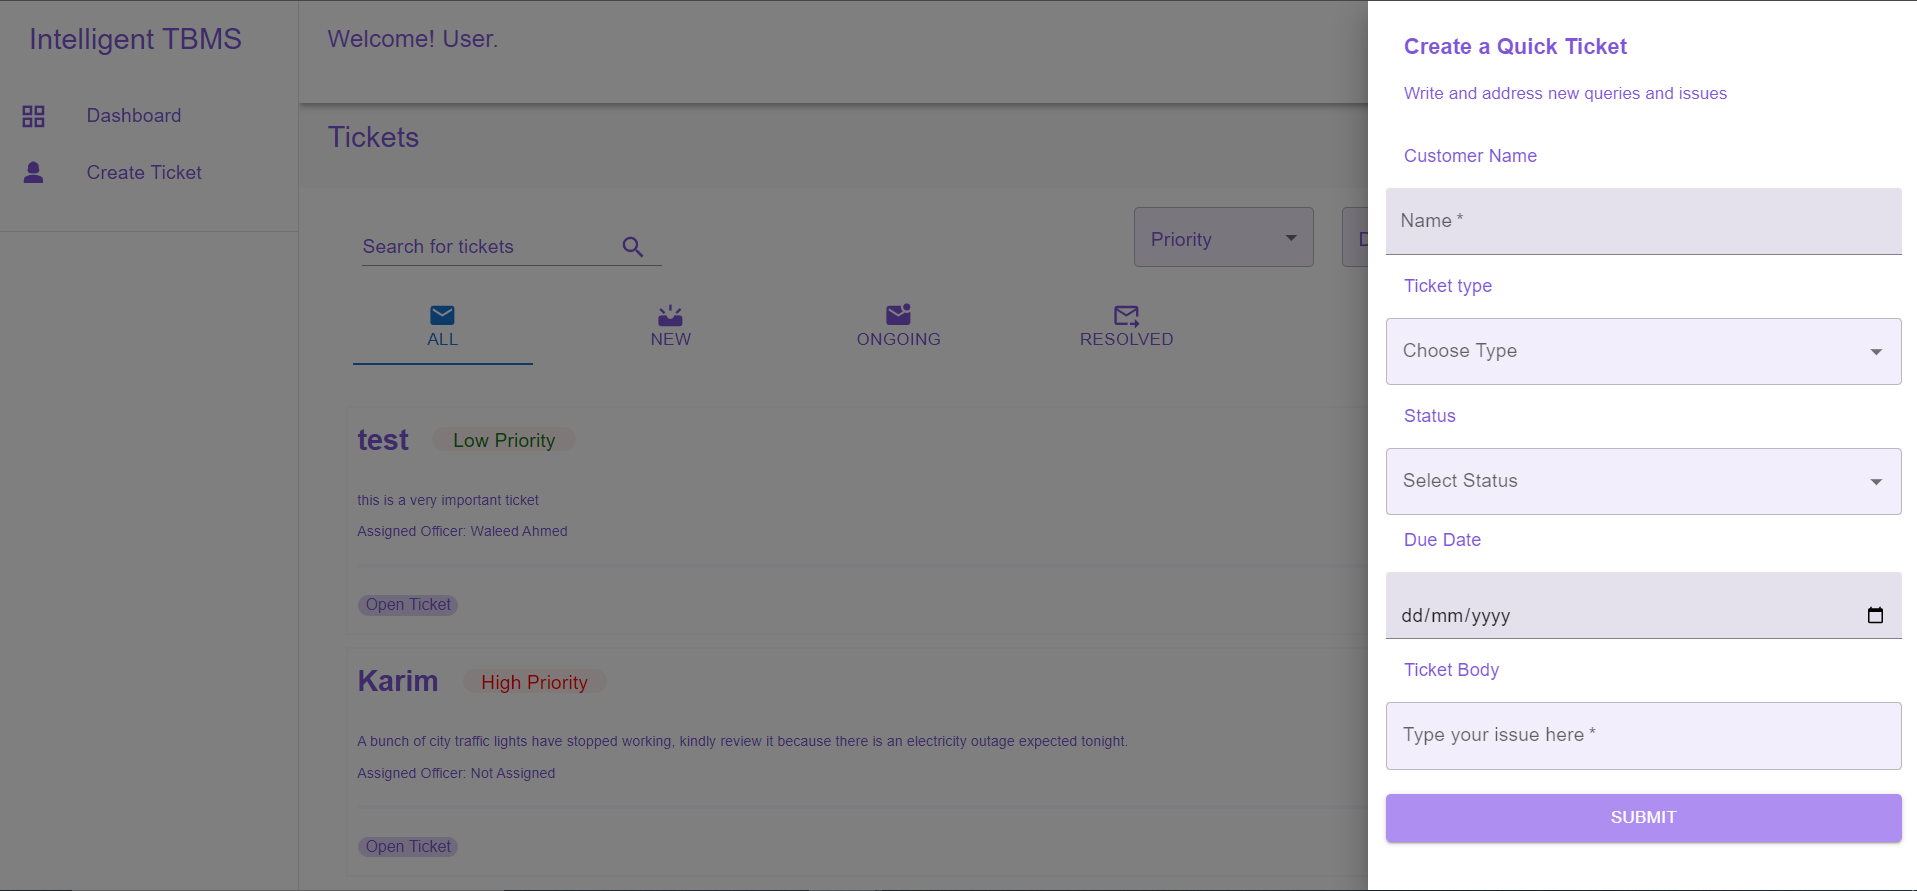 Intelligent TBMS
Dashboard
Create Ticket
Welcome! User.
Tickets
Search for tickets
Priority
D
ALL
NEW
ONGOING
RESOLVED
test
Low Priority
this is a very important ticket
Assigned Officer: Waleed Ahmed
Open Ticket
Karim
High Priority
A bunch of city traffic lights have stopped working, kindly review it because there is an electricity outage expected tonight.
Assigned Officer: Not Assigned
Open Ticket
Create a Quick Ticket
Write and address new queries and issues
Customer Name
Name *
Ticket type
Choose Type
Status
Select Status
Due Date
dd/mm/yyyy
Ticket Body
Type your issue here *
SUBMIT